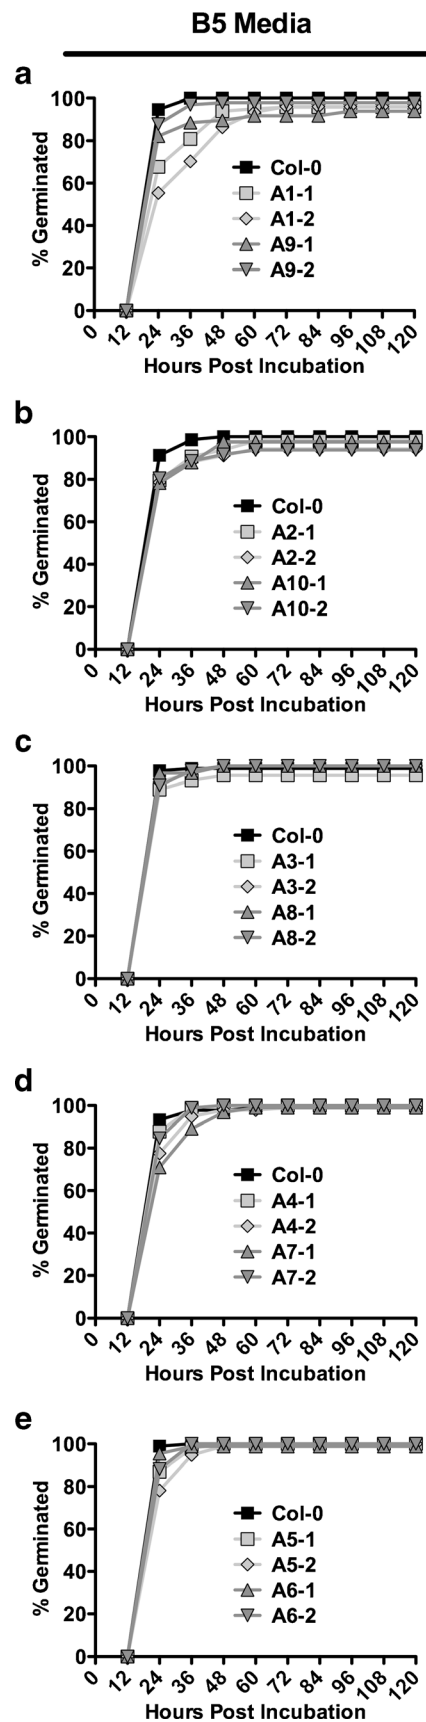 B5 Media
a
100
80
60
40
20
0
% Germinated
Col-0
A1-1
A1-2
A9-1
A9-2
0 12 24 36 48 60 72 84 96 108 120
Hours Post Incubation
b
100
80
60
40
20
0
% Germinated
Col-0
A2-1
A2-2
A10-1
A10-2
0 12 24 36 48 60 72 84 96 108 120
Hours Post Incubation
c
100
80
60
40
20
0
% Germinated
Col-0
A3-1
A3-2
A8-1
A8-2
0 12 24 36 48 60 72 84 96 108 120
Hours Post Incubation
d
100
80
60
40
20
0
% Germinated
Col-0
A4-1
A4-2
A7-1
A7-2
0 12 24 36 48 60 72 84 96 108 120
Hours Post Incubation
e
100
80
60
40
20
0
% Germinated
Col-0
A5-1
A5-2
A6-1
A6-2
0 12 24 36 48 60 72 84 96 108 120
Hours Post Incubation